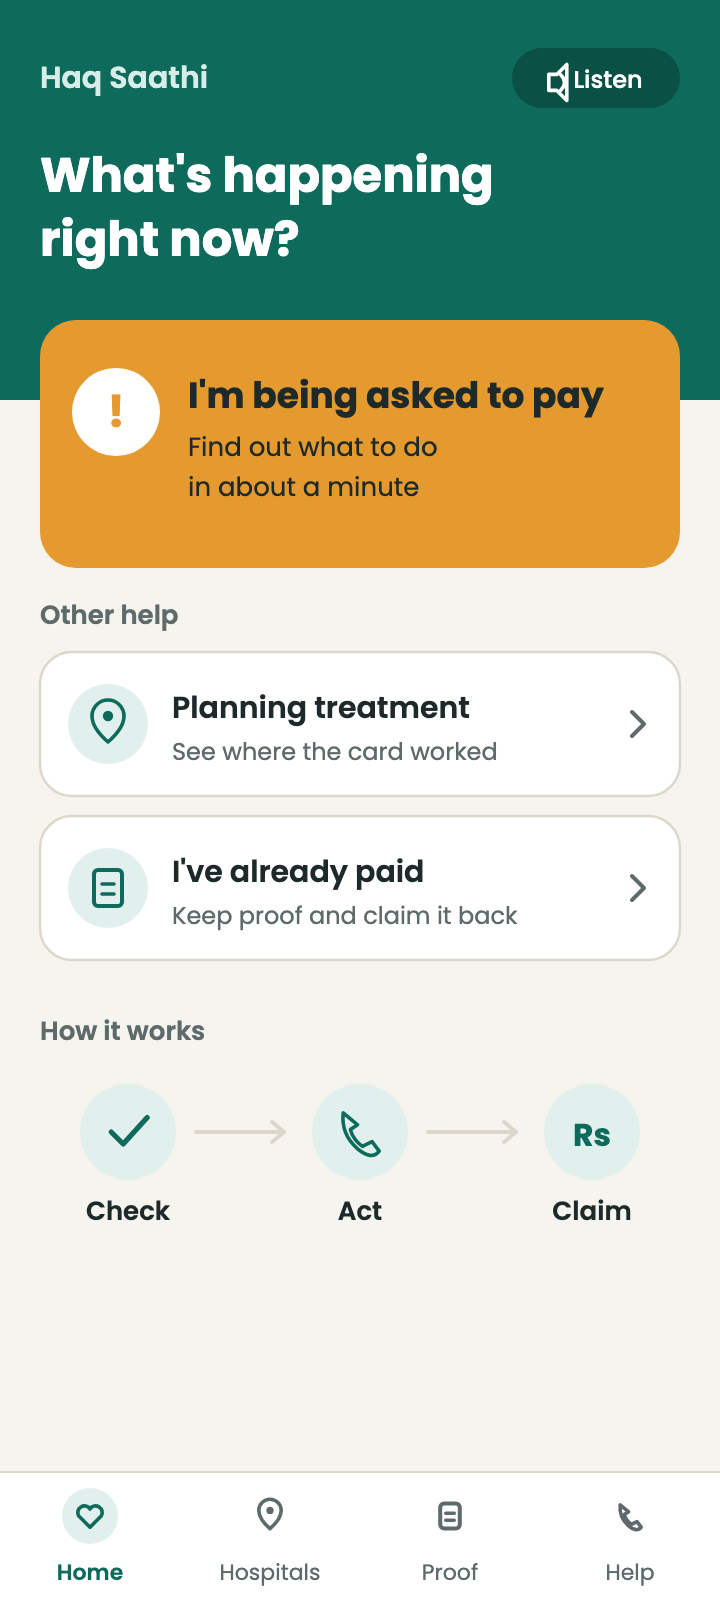 Haq Saathi
Listen
What's happening
right now?
!
I'm being asked to pay
Find out what to do
in about a minute
Other help
Planning treatment
See where the card worked
I've already paid
Keep proof and claim it back
How it works
Rs
Check
Act
Claim
Home
Hospitals
Proof
Help